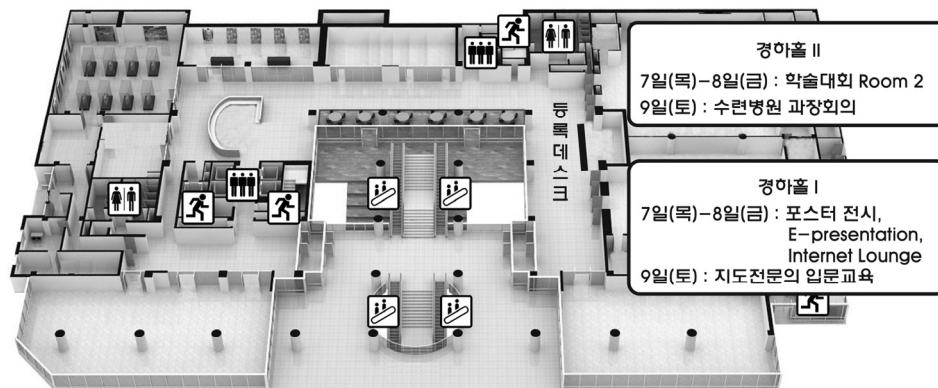 경하홀 II
7일(목)-8일(금) : 학술대회 Room 2
9일(토) : 수련병원 과장회의
등록데스크
경하홀 I
7일(목)-8일(금) : 포스터 전시,
E-presentation,
Internet Lounge
9일(토) : 지도전문의 입문교육